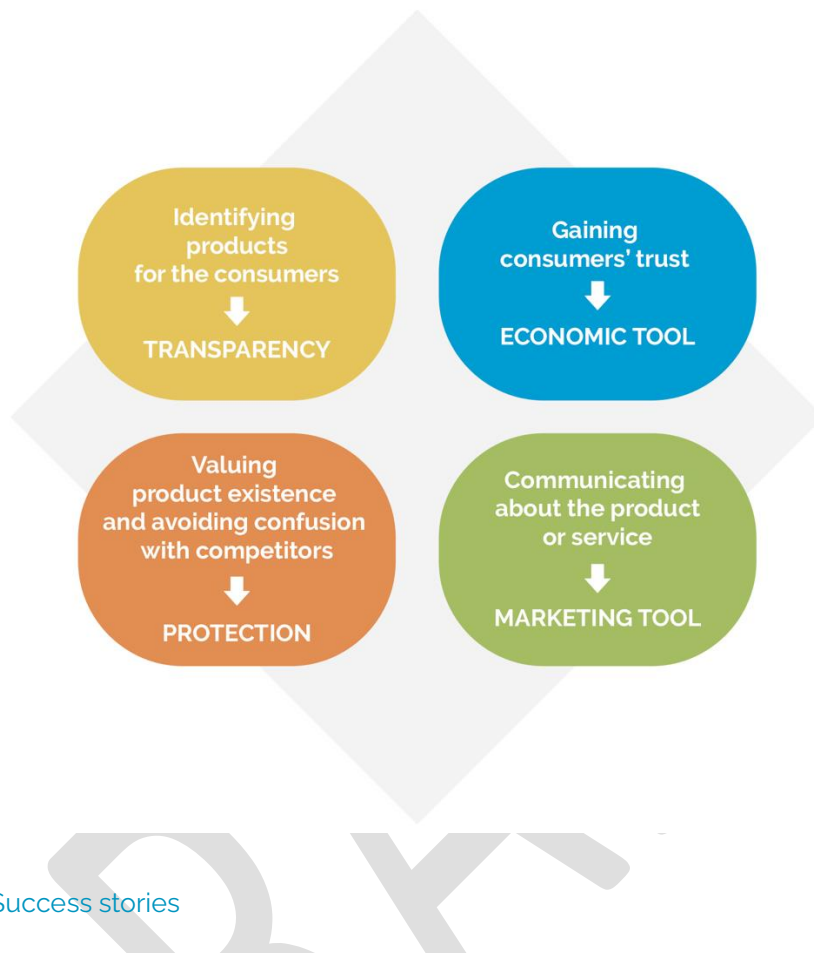 Identifying
products
for the consumers
TRANSPARENCY
Gaining
consumers' trust
ECONOMIC TOOL
Valuing
product existence
and avoiding confusion
with competitors
PROTECTION
Communicating
about the product
or service
MARKETING TOOL
Success stories